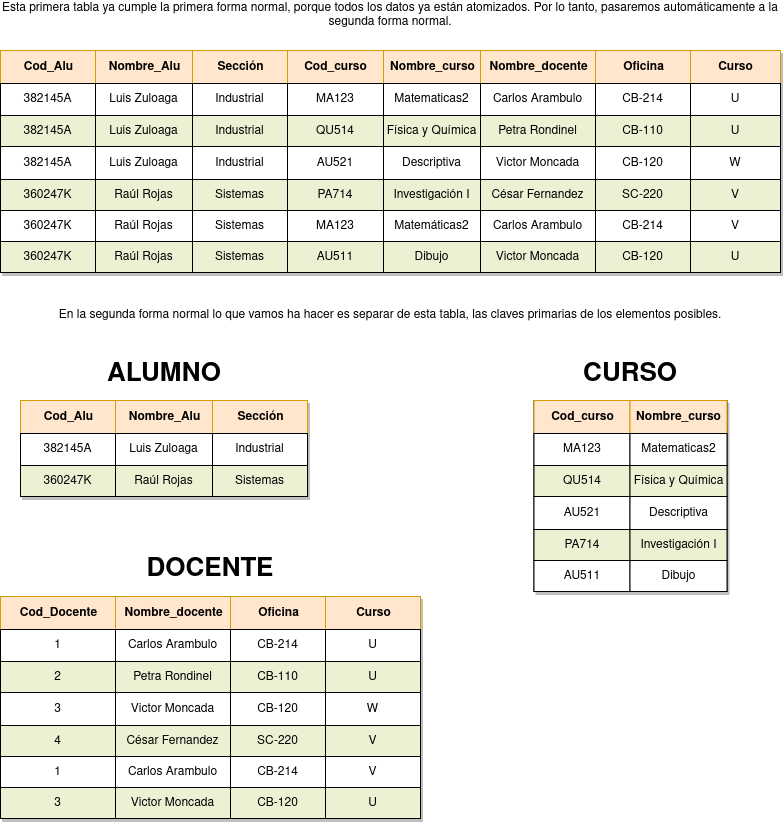 Esta primera tabla ya cumple la primera forma normal, porque todos los datos ya están atomizados. Por lo tanto, pasaremos automáticamente a la
segunda forma normal.
Cod_Alu Nombre_Alu Sección Cod_curso Nombre_curso Nombre_docente Oficina Curso
382145A Luis Zuloaga Industrial MA123 Matematicas2 Carlos Arambulo CB-214 U
382145A Luis Zuloaga Industrial QU514 Física y Química Petra Rondinel CB-110 U
382145A Luis Zuloaga Industrial AU521 Descriptiva Victor Moncada CB-120 W
360247K Raúl Rojas Sistemas PA714 Investigación I César Fernandez SC-220 V
360247K Raúl Rojas Sistemas MA123 Matemáticas2 Carlos Arambulo CB-214 V
360247K Raúl Rojas Sistemas AU511 Dibujo Victor Moncada CB-120 U
En la segunda forma normal lo que vamos ha hacer es separar de esta tabla, las claves primarias de los elementos posibles.
ALUMNO
Cod_Alu Nombre_Alu Sección
382145A Luis Zuloaga Industrial
360247K Raúl Rojas Sistemas
CURSO
Cod_curso Nombre_curso
MA123 Matematicas2
QU514 Física y Química
AU521 Descriptiva
PA714 Investigación I
AU511 Dibujo
DOCENTE
Cod_Docente Nombre_docente Oficina Curso
1 Carlos Arambulo CB-214 U
2 Petra Rondinel CB-110 U
3 Victor Moncada CB-120 W
4 César Fernandez SC-220 V
1 Carlos Arambulo CB-214 V
3 Victor Moncada CB-120 U